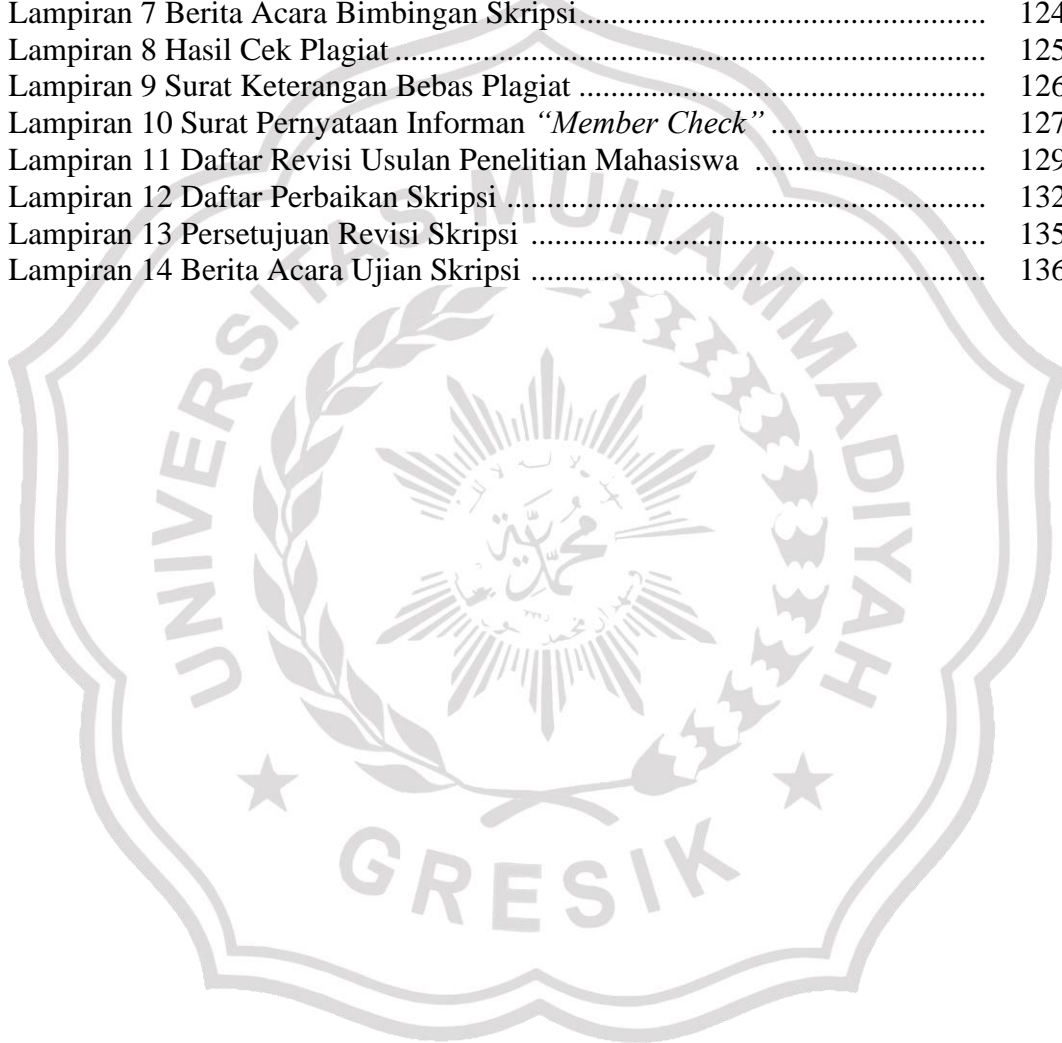 Lampiran 7 Berita Acara Bimbingan Skripsi.................................................... 124
Lampiran 8 Hasil Cek Plagiat ............................................................................ 125
Lampiran 9 Surat Keterangan Bebas Plagiat .................................................... 126
Lampiran 10 Surat Pernyataan Informan “Member Check” ........................... 127
Lampiran 11 Daftar Revisi Usulan Penelitian Mahasiswa ............................. 129
Lampiran 12 Daftar Perbaikan Skripsi ............................................................. 132
Lampiran 13 Persetujuan Revisi Skripsi .......................................................... 135
Lampiran 14 Berita Acara Ujian Skripsi .......................................................... 136
UNIVERSITAS MUHAMMADIYAH
محمد
GRESIK